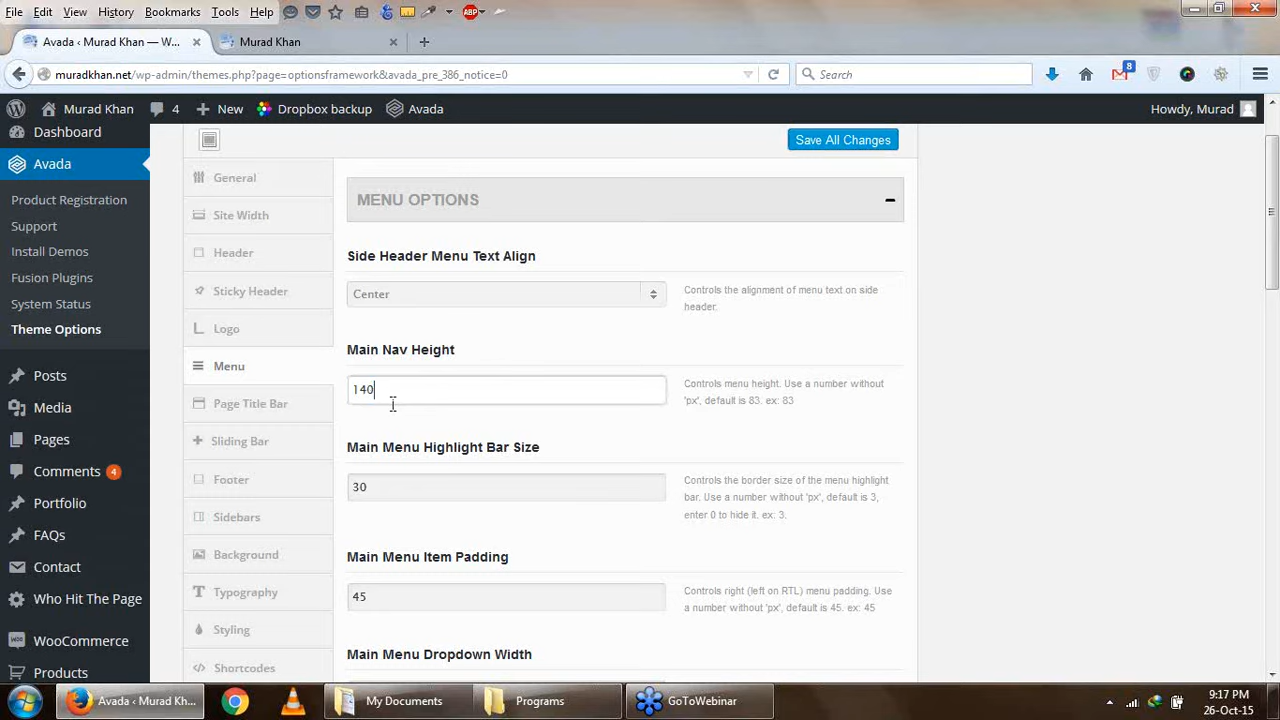 File Edit View History Bookmarks Tools Help ABP
Avada ‹ Murad Khan — W... × Murad Khan × +
muradkhan.net/wp-admin/themes.php?page=optionsframework&avada_pre_386_notice=0 Search 8
Murad Khan 4 New Dropbox backup Avada Howdy, Murad
Dashboard
Save All Changes
Avada
General
MENU OPTIONS
Product Registration
Site Width
Support
Header
Side Header Menu Text Align
Install Demos
Fusion Plugins
Sticky Header
Center
Controls the alignment of menu text on side
header.
System Status
Theme Options
Logo
Main Nav Height
Menu
Posts
140
Controls menu height. Use a number without
'px', default is 83. ex: 83
Media
Page Title Bar
Pages
Sliding Bar
Main Menu Highlight Bar Size
Comments 4
Footer
30
Controls the border size of the menu highlight
bar. Use a number without 'px', default is 3,
enter 0 to hide it. ex: 3.
Portfolio
Sidebars
FAQs
Background
Main Menu Item Padding
Contact
Typography
45
Controls right (left on RTL) menu padding. Use
a number without 'px', default is 45. ex: 45
Who Hit The Page
Styling
WooCommerce
Main Menu Dropdown Width
Shortcodes
Products
Avada ‹ Murad Khan... My Documents Programs GoToWebinar
9:17 PM
26-Oct-15